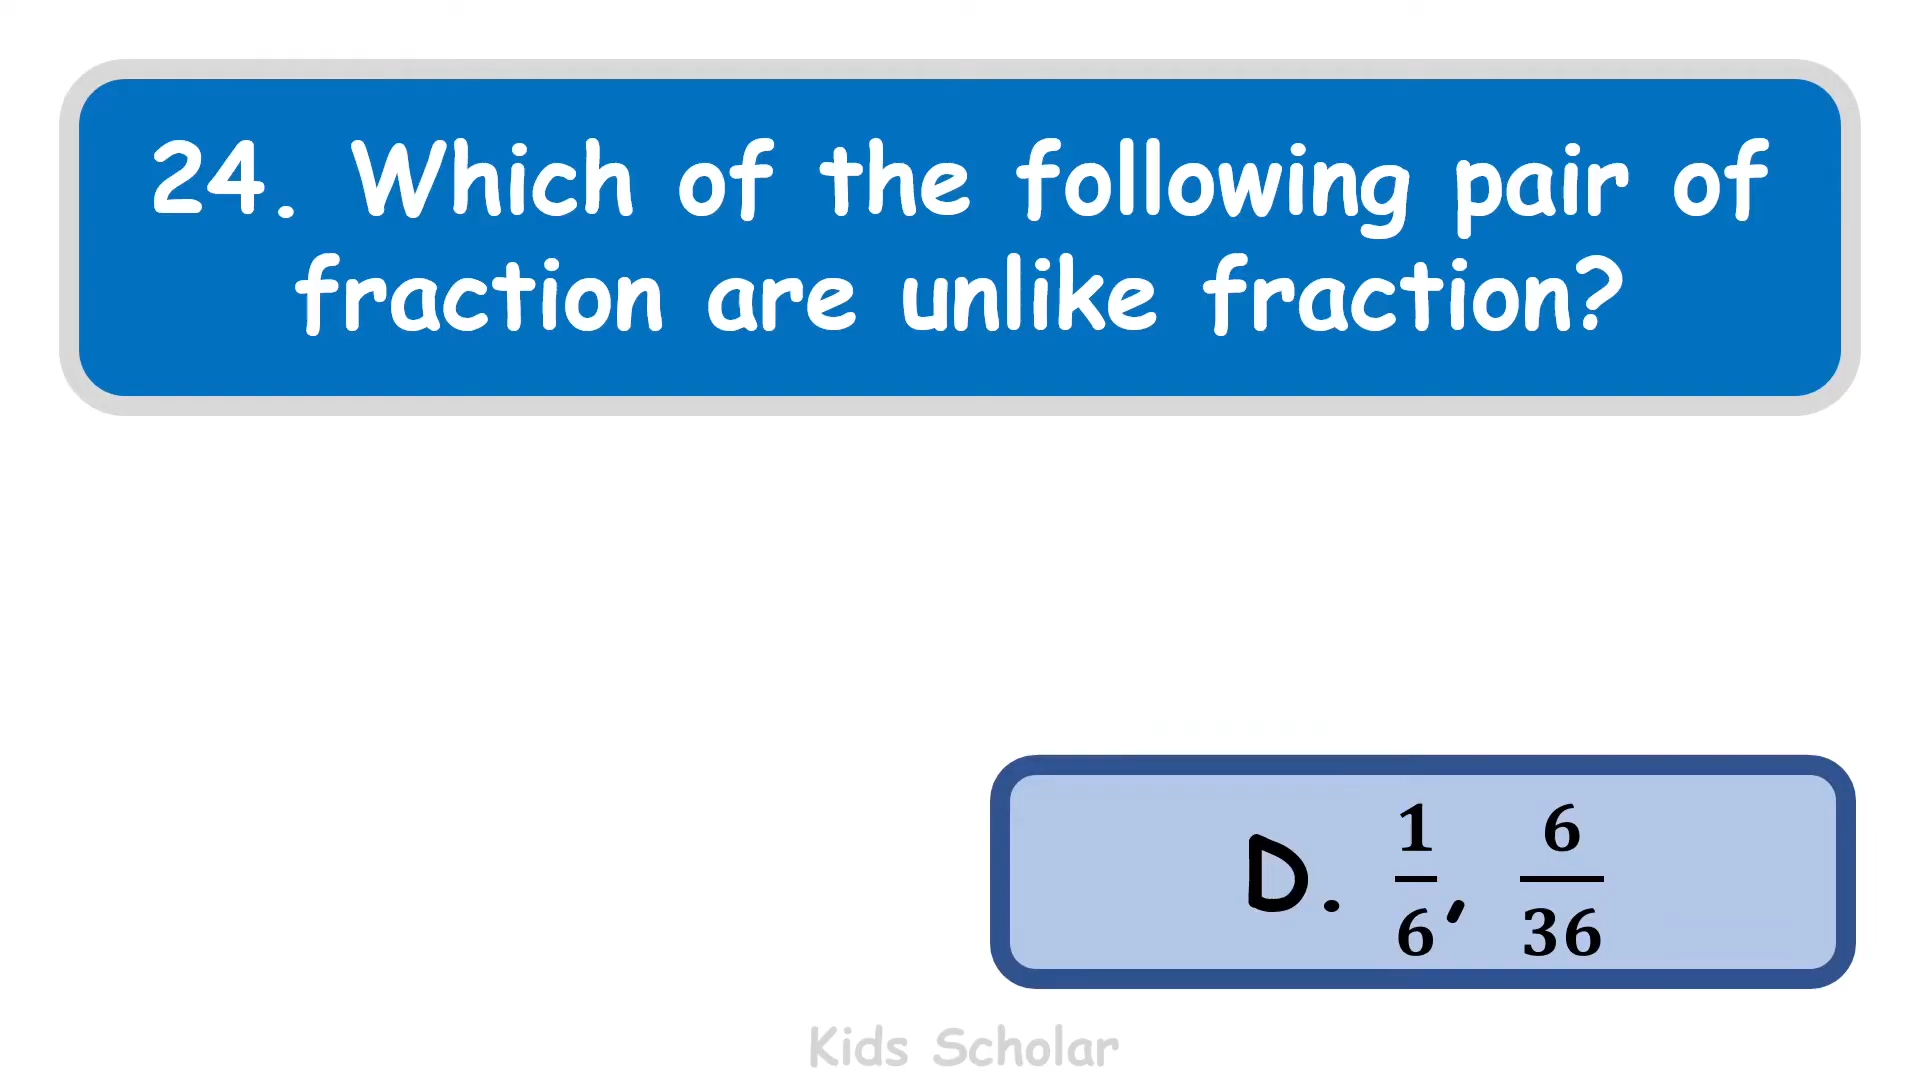 24. Which of the following pair of
fraction are unlike fraction?
D. 1/6, 6/36
Kids Scholar